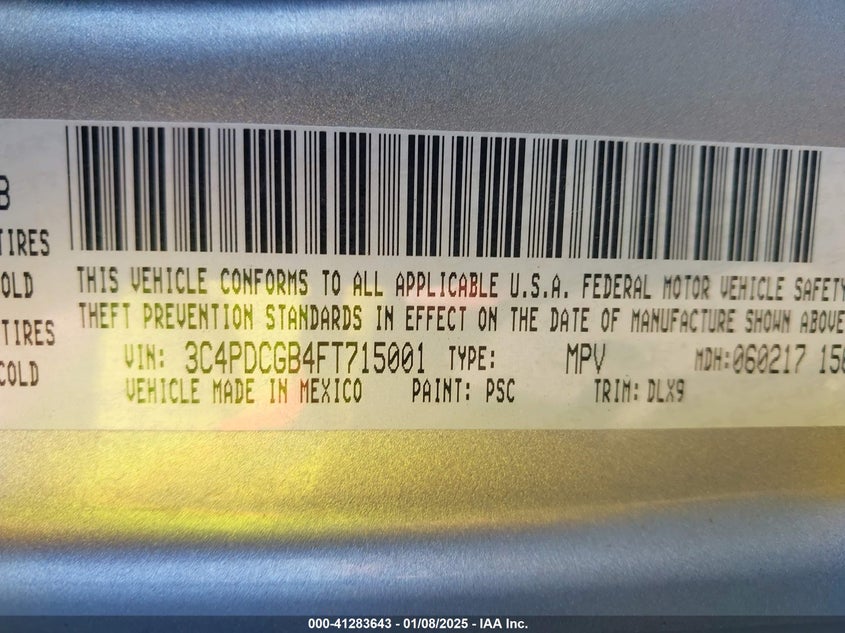 B
TIRES
OLD
TIRES
COLD
THIS VEHICLE CONFORMS TO ALL APPLICABLE U.S.A. FEDERAL MOTOR VEHICLE SAFETY
THEFT PREVENTION STANDARDS IN EFFECT ON THE DATE OF MANUFACTURE SHOWN ABOVE
VIN: 3C4PDCGB4FT715001 TYPE: MPV MDH:060217 150
VEHICLE MADE IN MEXICO PAINT: PSC TRIM: DLX9
000-41283643 - 01/08/2025 - IAA Inc.